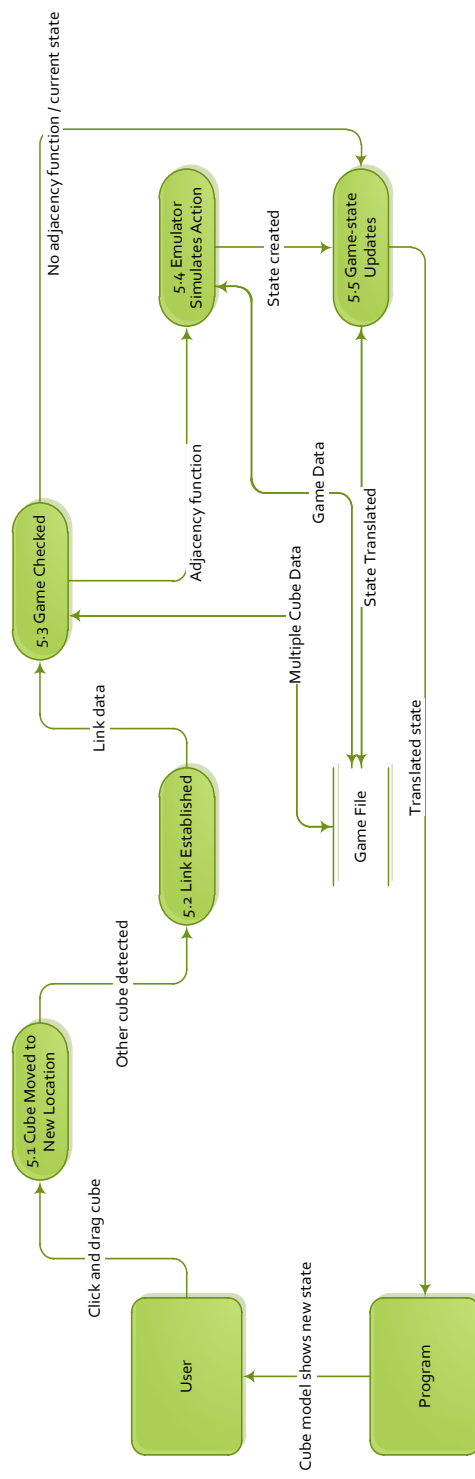 5.1 Cube Moved to
New Location
5.3 Game Checked
No adjacency function / current state
Click and drag cube
Other cube detected
Link data
5.2 Link Established
Adjacency function
5.4 Emulator
Simulates Action
User
Multiple Cube Data
Game Data
State created
Cube model shows new state
Game File
State Translated
5.5 Game-state
Updates
Program
Translated state